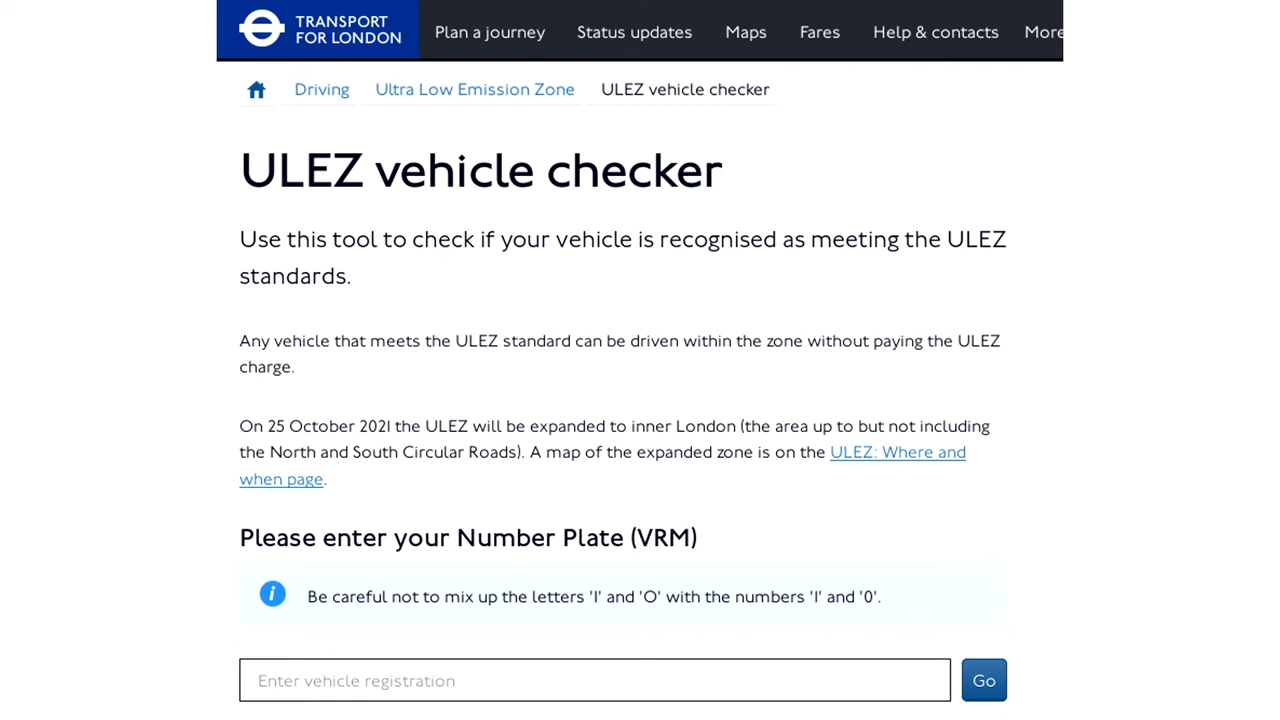 TRANSPORT
FOR LONDON
Plan a journey Status updates Maps Fares Help & contacts More
Driving Ultra Low Emission Zone ULEZ vehicle checker
ULEZ vehicle checker
Use this tool to check if your vehicle is recognised as meeting the ULEZ
standards.
Any vehicle that meets the ULEZ standard can be driven within the zone without paying the ULEZ
charge.
On 25 October 2021 the ULEZ will be expanded to inner London (the area up to but not including
the North and South Circular Roads). A map of the expanded zone is on the ULEZ: Where and
when page.
Please enter your Number Plate (VRM)
i Be careful not to mix up the letters 'I' and 'O' with the numbers '1' and '0'.
Enter vehicle registration Go